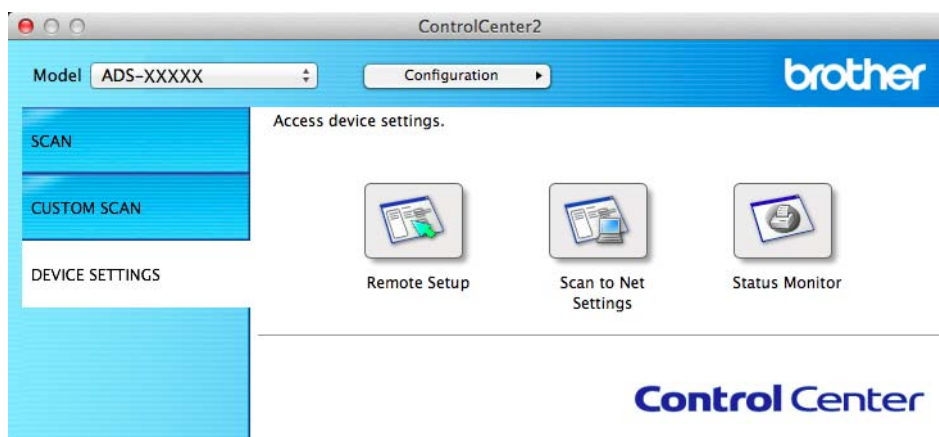 ControlCenter2
Model ADS-XXXXX Configuration brother
SCAN
CUSTOM SCAN
DEVICE SETTINGS
Access device settings.
Remote Setup
Scan to Net
Settings
Status Monitor
Control Center